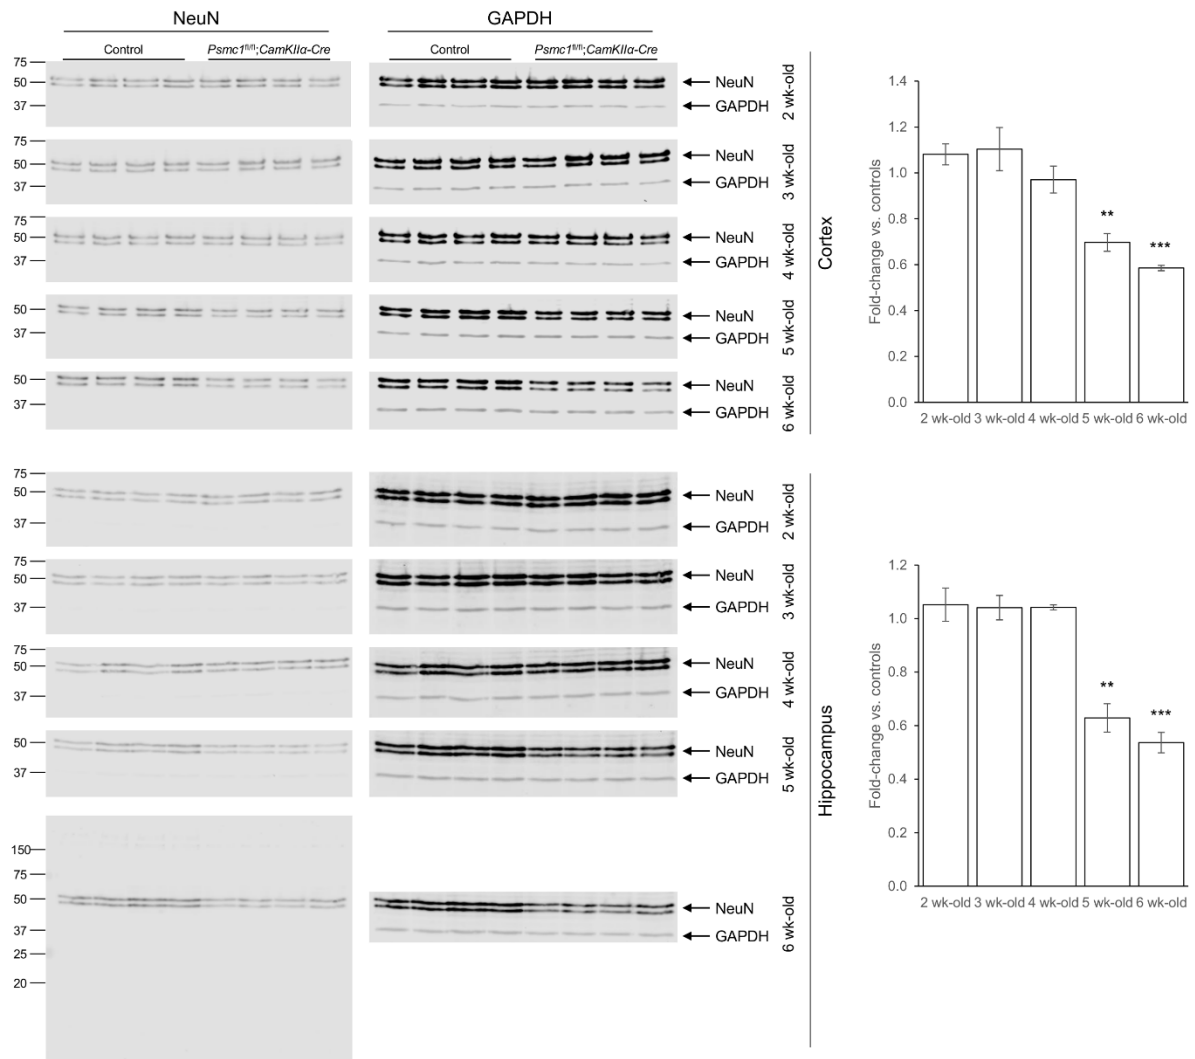 NeuN
GAPDH
Control
Psmc1fl/fl;CamKIIα-Cre
Control
Psmc1fl/fl;CamKIIα-Cre
75
50
37
NeuN
GAPDH
2 wk-old
75
50
37
NeuN
GAPDH
3 wk-old
75
50
37
NeuN
GAPDH
4 wk-old
50
37
NeuN
GAPDH
5 wk-old
50
37
NeuN
GAPDH
6 wk-old
Cortex
Fold-change vs. controls
1.4
1.2
1.0
0.8
0.6
0.4
0.2
0.0
**
***
2 wk-old 3 wk-old 4 wk-old 5 wk-old 6 wk-old
75
50
37
NeuN
GAPDH
2 wk-old
75
50
37
NeuN
GAPDH
3 wk-old
75
50
37
NeuN
GAPDH
4 wk-old
50
37
NeuN
GAPDH
5 wk-old
150
75
50
37
25
20
NeuN
GAPDH
6 wk-old
Hippocampus
Fold-change vs. controls
1.2
1.0
0.8
0.6
0.4
0.2
0.0
**
***
2 wk-old 3 wk-old 4 wk-old 5 wk-old 6 wk-old